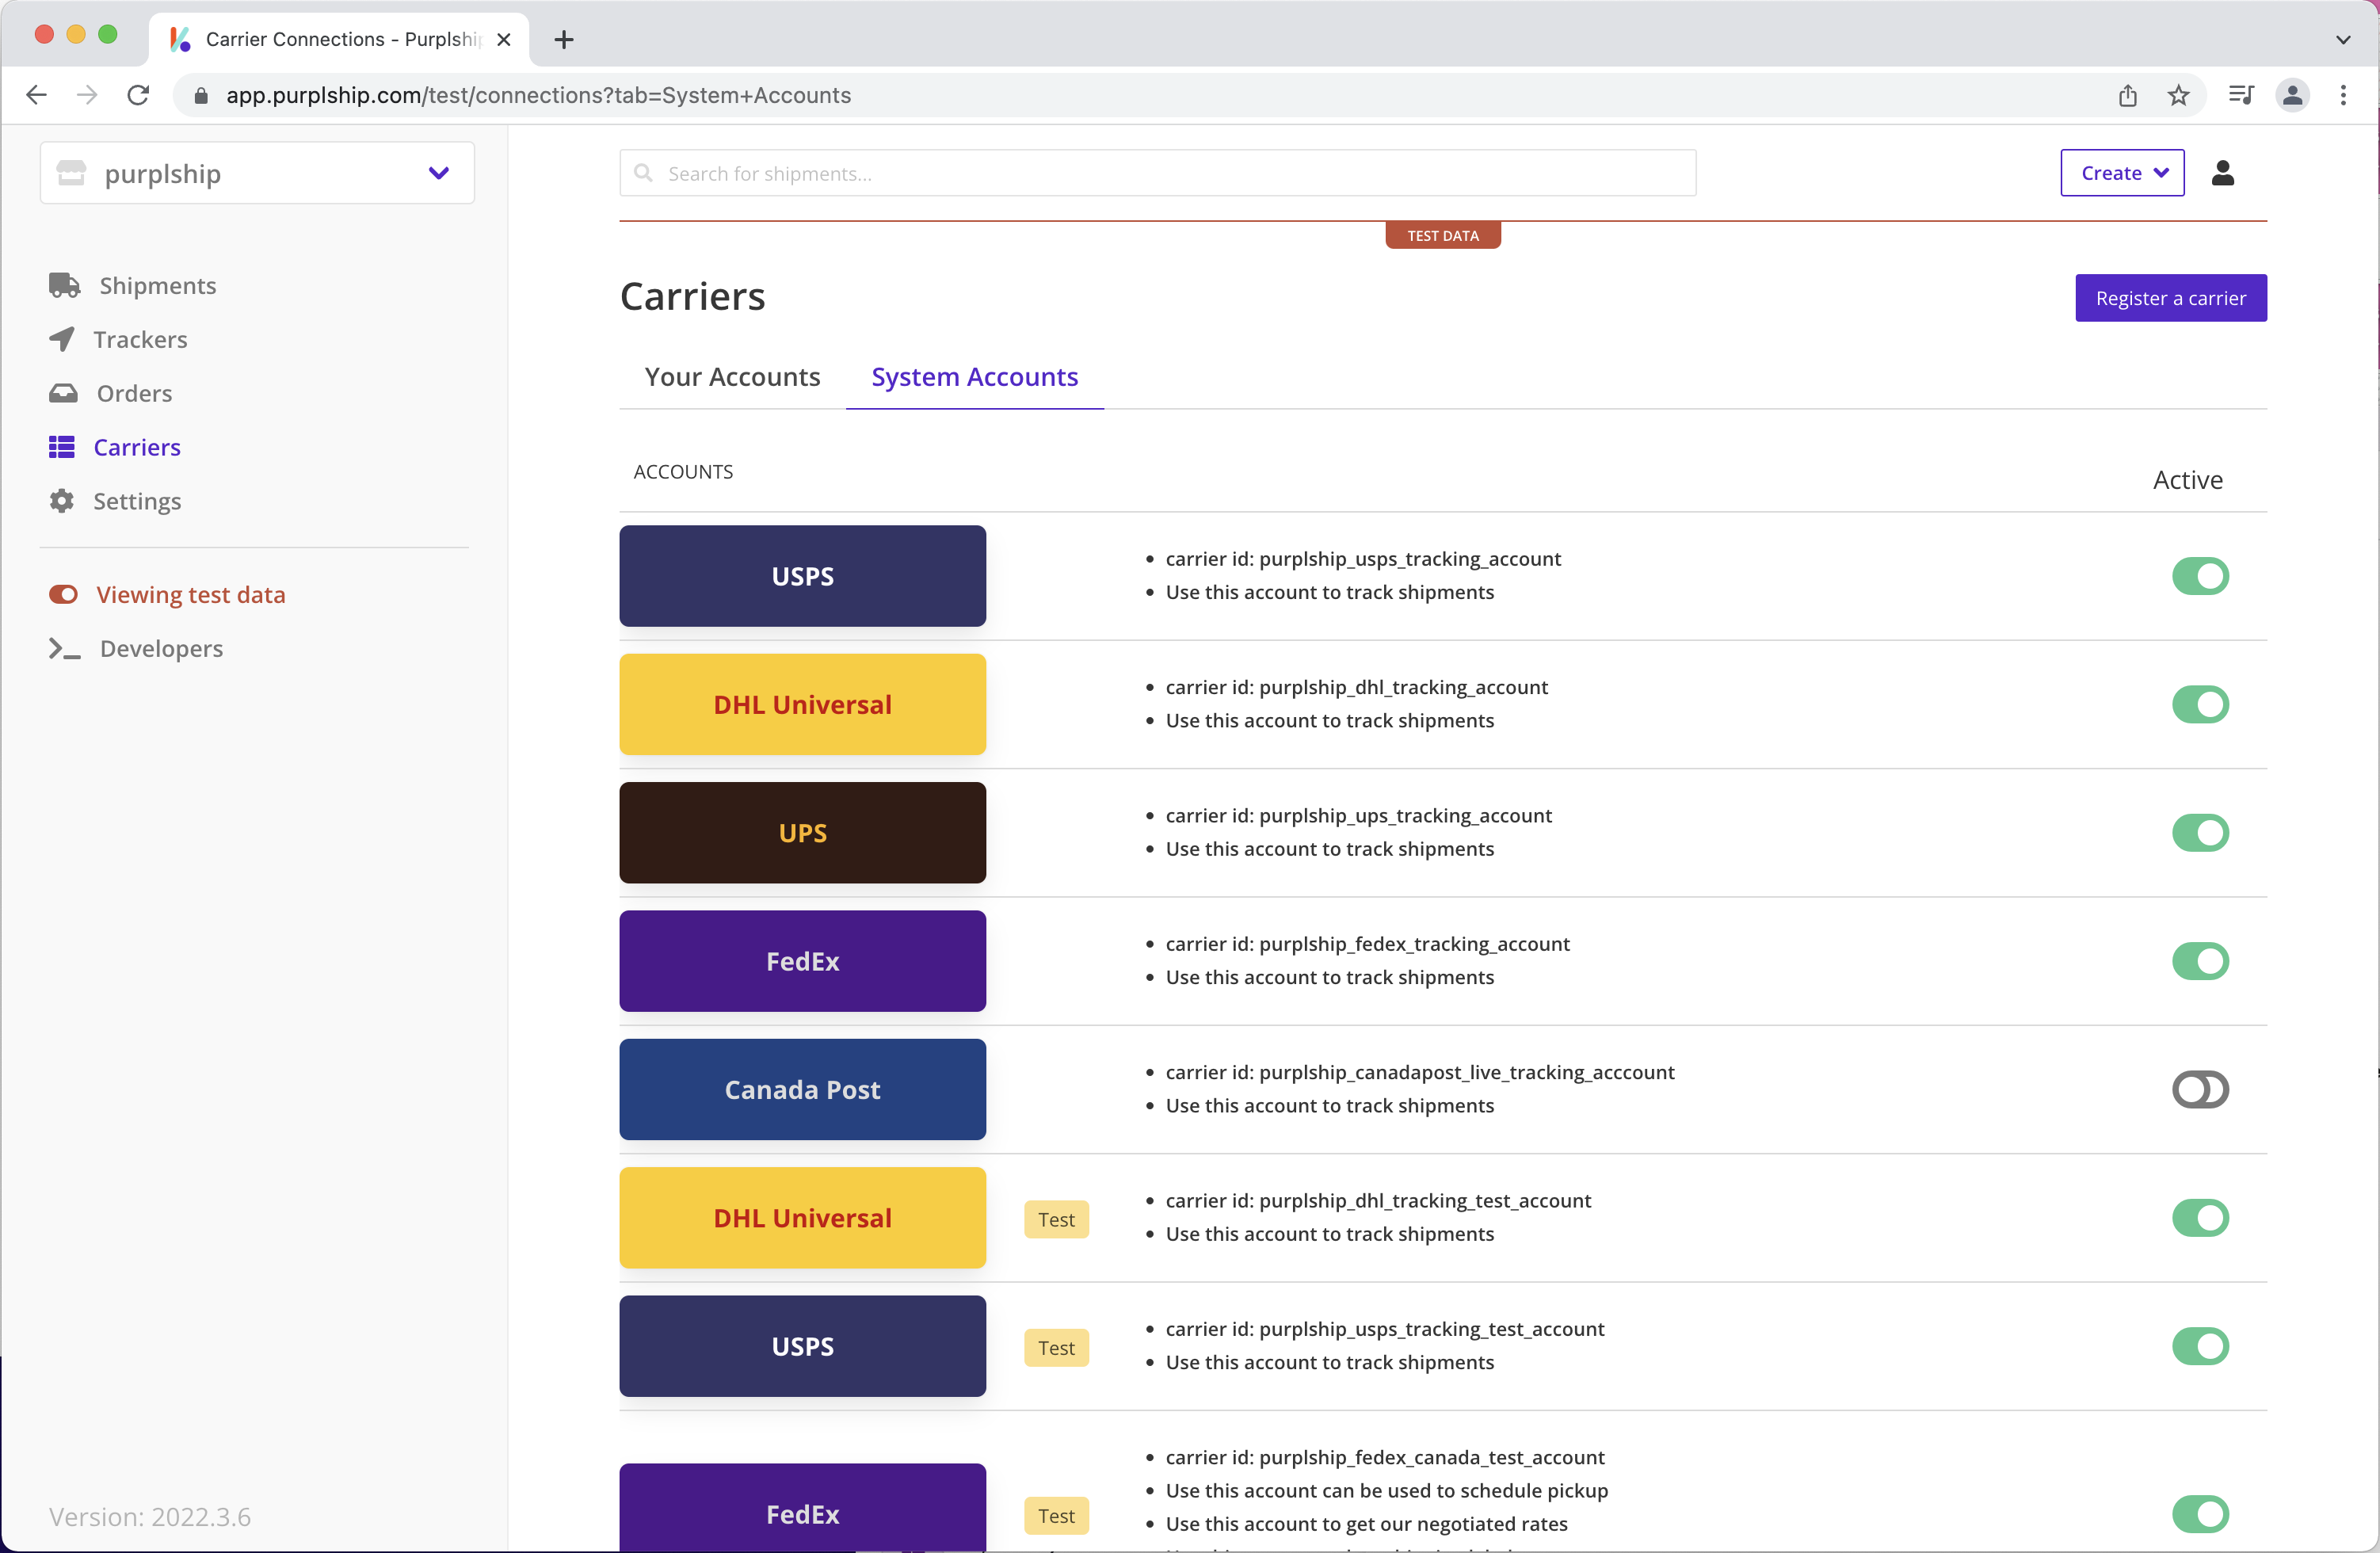 Carrier Connections - Purplship
app.purplship.com/test/connections?tab=System+Accounts
purplship
Search for shipments...
Create
TEST DATA
Shipments
Trackers
Orders
Carriers
Settings
Viewing test data
Developers
Version: 2022.3.6
Carriers
Register a carrier
Your Accounts
System Accounts
ACCOUNTS
Active
USPS
carrier id: purplship_usps_tracking_account
Use this account to track shipments
DHL Universal
carrier id: purplship_dhl_tracking_account
Use this account to track shipments
UPS
carrier id: purplship_ups_tracking_account
Use this account to track shipments
FedEx
carrier id: purplship_fedex_tracking_account
Use this account to track shipments
Canada Post
carrier id: purplship_canadapost_live_tracking_acccount
Use this account to track shipments
DHL Universal
Test
carrier id: purplship_dhl_tracking_test_account
Use this account to track shipments
USPS
Test
carrier id: purplship_usps_tracking_test_account
Use this account to track shipments
FedEx
Test
carrier id: purplship_fedex_canada_test_account
Use this account can be used to schedule pickup
Use this account to get our negotiated rates